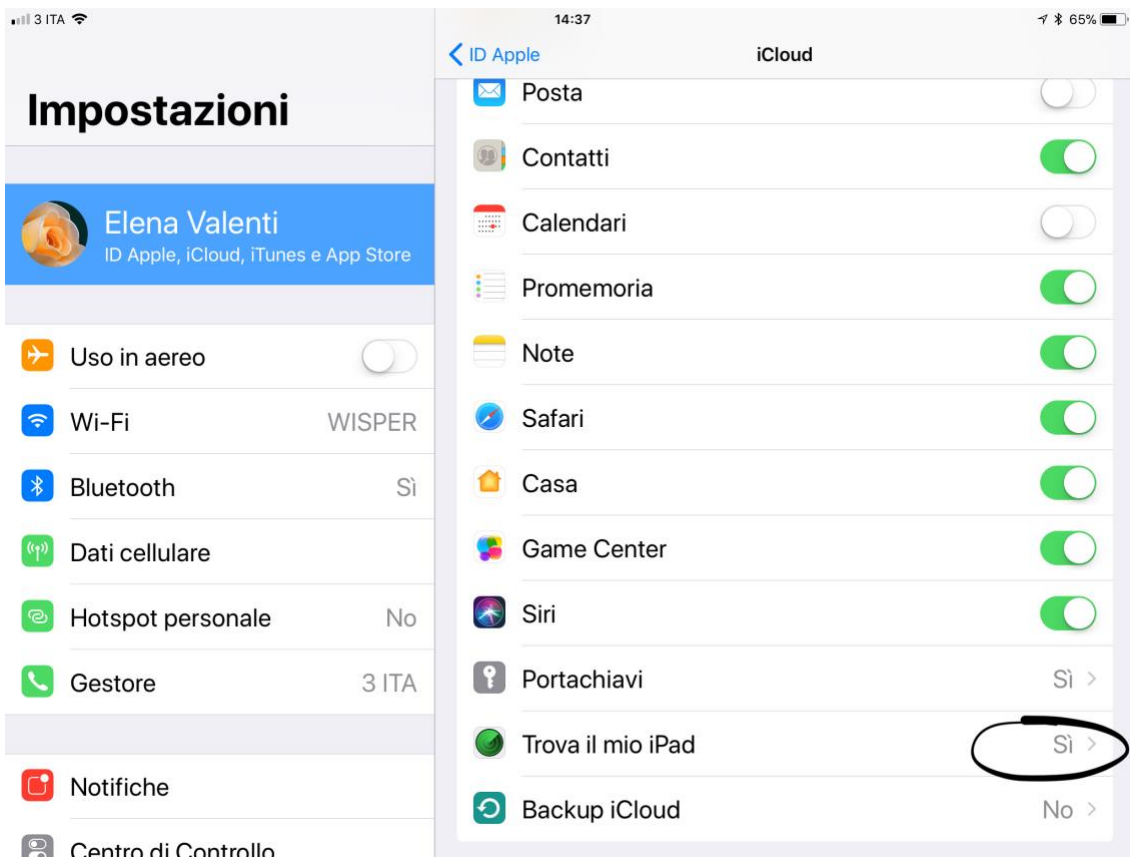 3 ITA
14:37
65%
Impostazioni
Elena Valenti
ID Apple, iCloud, iTunes e App Store
Uso in aereo
Wi-Fi WISPER
Bluetooth Sì
Dati cellulare
Hotspot personale No
Gestore 3 ITA
Notifiche
Centro di Controllo
ID Apple iCloud
Posta
Contatti
Calendari
Promemoria
Note
Safari
Casa
Game Center
Siri
Portachiavi Sì
Trova il mio iPad Sì
Backup iCloud No